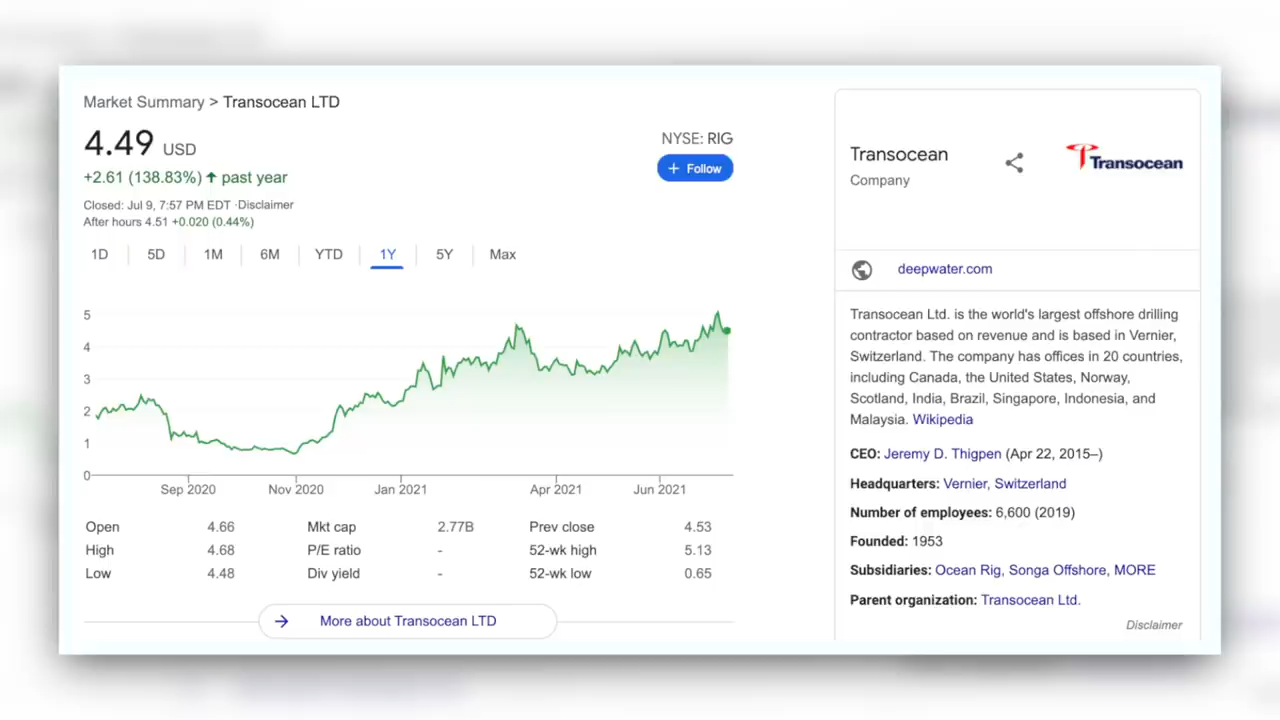 Market Summary > Transocean LTD
4.49 USD
+2.61 (138.83%) ↑ past year
Closed: Jul 9, 7:57 PM EDT ·Disclaimer
After hours 4.51 +0.020 (0.44%)
NYSE: RIG
+ Follow
1D 5D 1M 6M YTD 1Y 5Y Max
5
4
3
2
1
0
Sep 2020 Nov 2020 Jan 2021 Apr 2021 Jun 2021
Open 4.66 Mkt cap 2.77B Prev close 4.53
High 4.68 P/E ratio - 52-wk high 5.13
Low 4.48 Div yield - 52-wk low 0.65
More about Transocean LTD
Transocean
Company
Transocean
deepwater.com
Transocean Ltd. is the world's largest offshore drilling
contractor based on revenue and is based in Vernier,
Switzerland. The company has offices in 20 countries,
including Canada, the United States, Norway,
Scotland, India, Brazil, Singapore, Indonesia, and
Malaysia. Wikipedia
CEO: Jeremy D. Thigpen (Apr 22, 2015–)
Headquarters: Vernier, Switzerland
Number of employees: 6,600 (2019)
Founded: 1953
Subsidiaries: Ocean Rig, Songa Offshore, MORE
Parent organization: Transocean Ltd.
Disclaimer